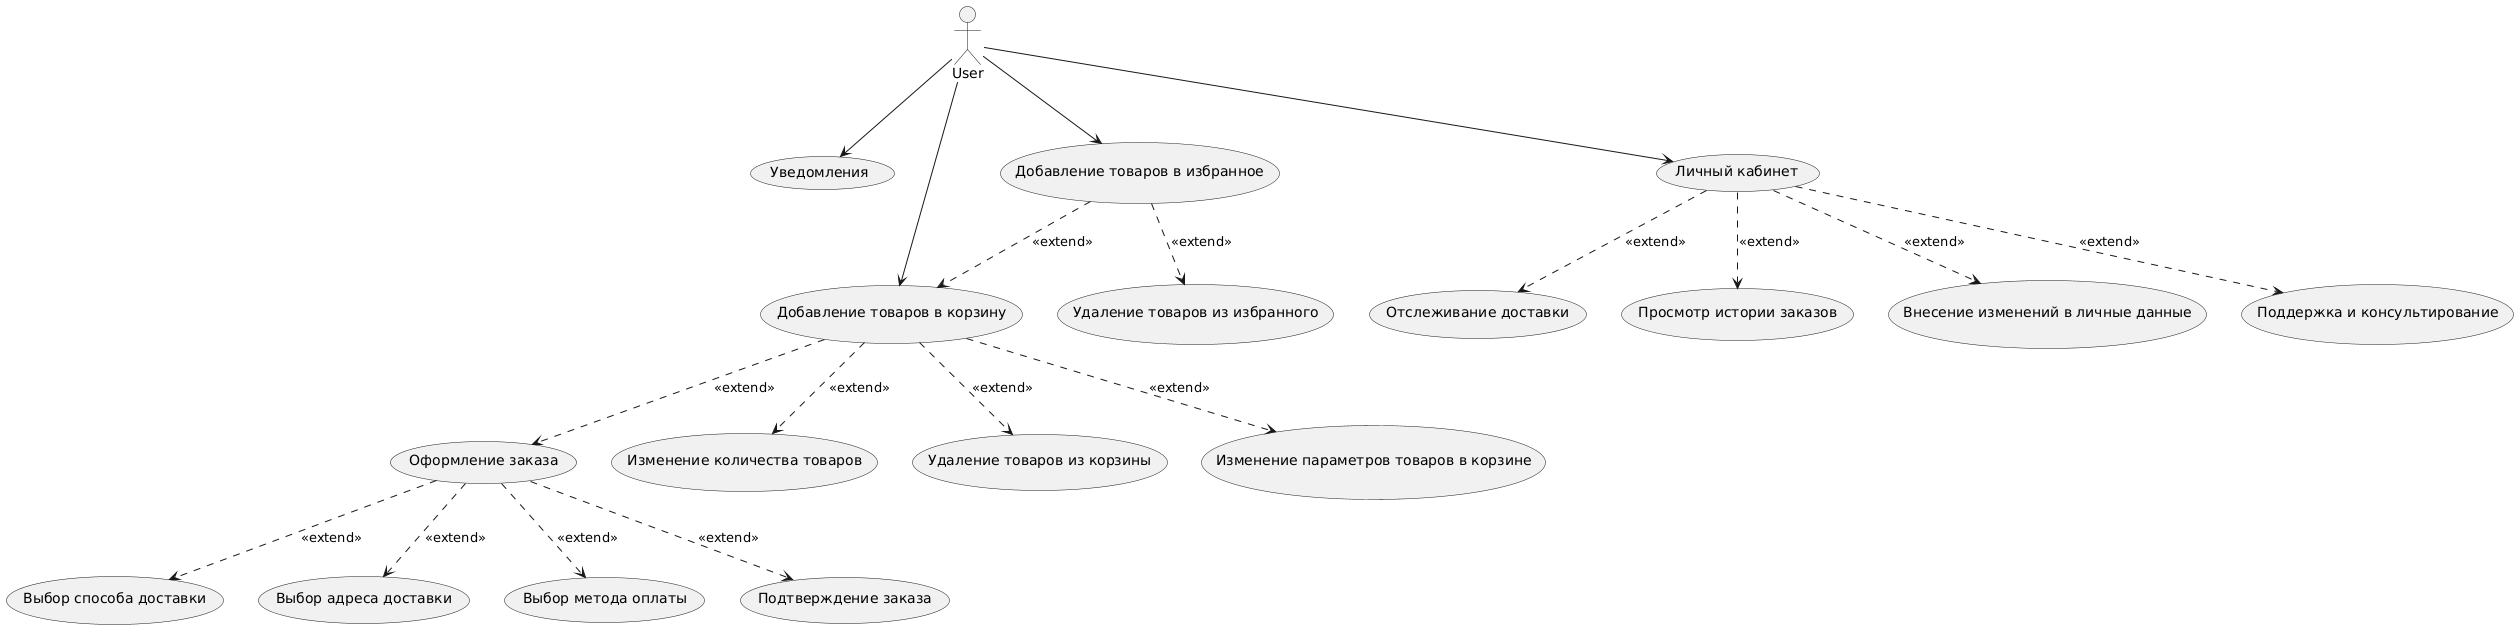 User
Уведомления
Добавление товаров в избранное
Личный кабинет
«extend»
«extend»
«extend»
«extend»
«extend»
«extend»
Добавление товаров в корзину
Удаление товаров из избранного
Отслеживание доставки
Просмотр истории заказов
Внесение изменений в личные данные
Поддержка и консультирование
«extend»
«extend»
«extend»
«extend»
Оформление заказа
Изменение количества товаров
Удаление товаров из корзины
Изменение параметров товаров в корзине
«extend»
«extend»
«extend»
«extend»
Выбор способа доставки
Выбор адреса доставки
Выбор метода оплаты
Подтверждение заказа